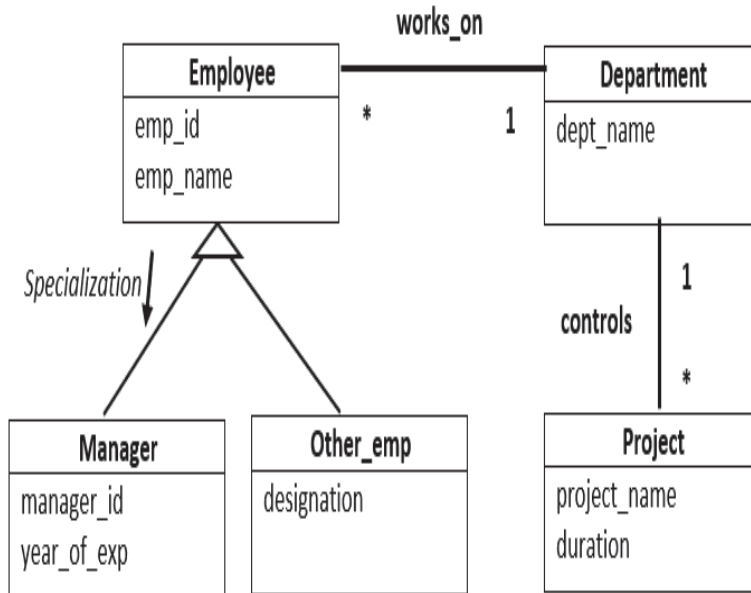 works_on
Employee
emp_id
emp_name
*
1
Department
dept_name
Specialization
1
controls
*
Manager
manager_id
year_of_exp
Other_emp
designation
Project
project_name
duration